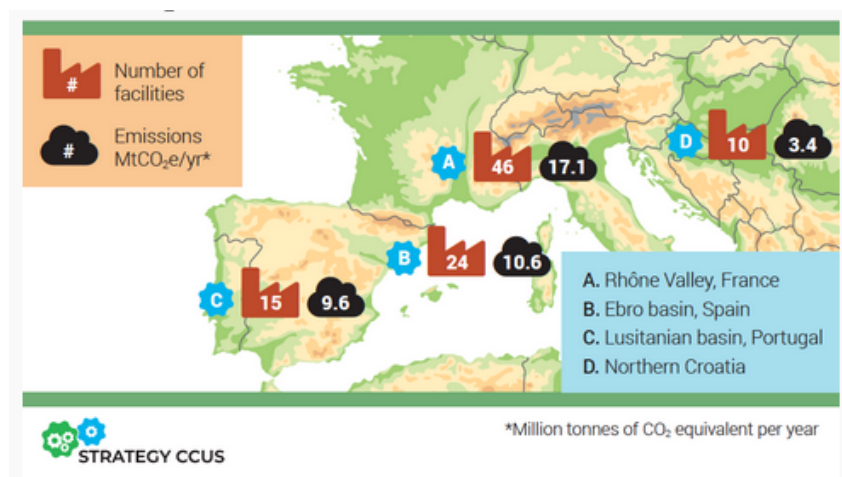 #
Number of
facilities
#
Emissions
MtCO₂e/yr*
A
46
17.1
D
10
3.4
B
24
10.6
C
15
9.6
A. Rhône Valley, France
B. Ebro basin, Spain
C. Lusitanian basin, Portugal
D. Northern Croatia
STRATEGY CCUS
*Million tonnes of CO₂ equivalent per year